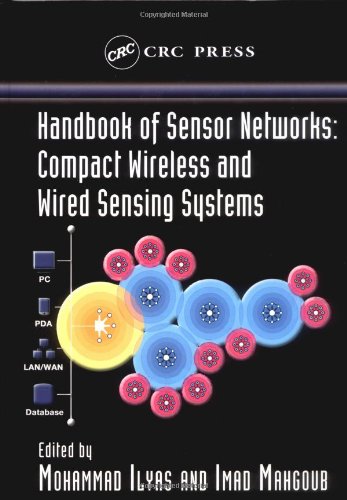 CRC CRC PRESS
Handbook of Sensor Networks:
Compact Wireless and
Wired Sensing Systems
PC
PDA
LAN/WAN
Database
Edited by
MOHAMMAD ILYAS AND IMAD MAHGOUB